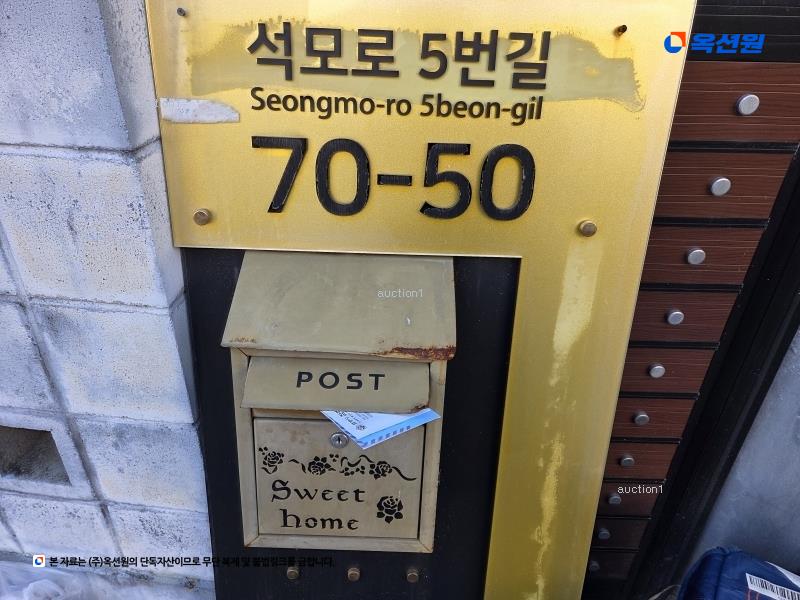 석모로 5번길
Seongmo-ro 5beon-gil
70-50
옥션원
auction1
POST
Sweet
home
auction1
본 자료는 (주)옥션원의 단독자산이므로 무단 복제 및 불법링크를 금합니다.